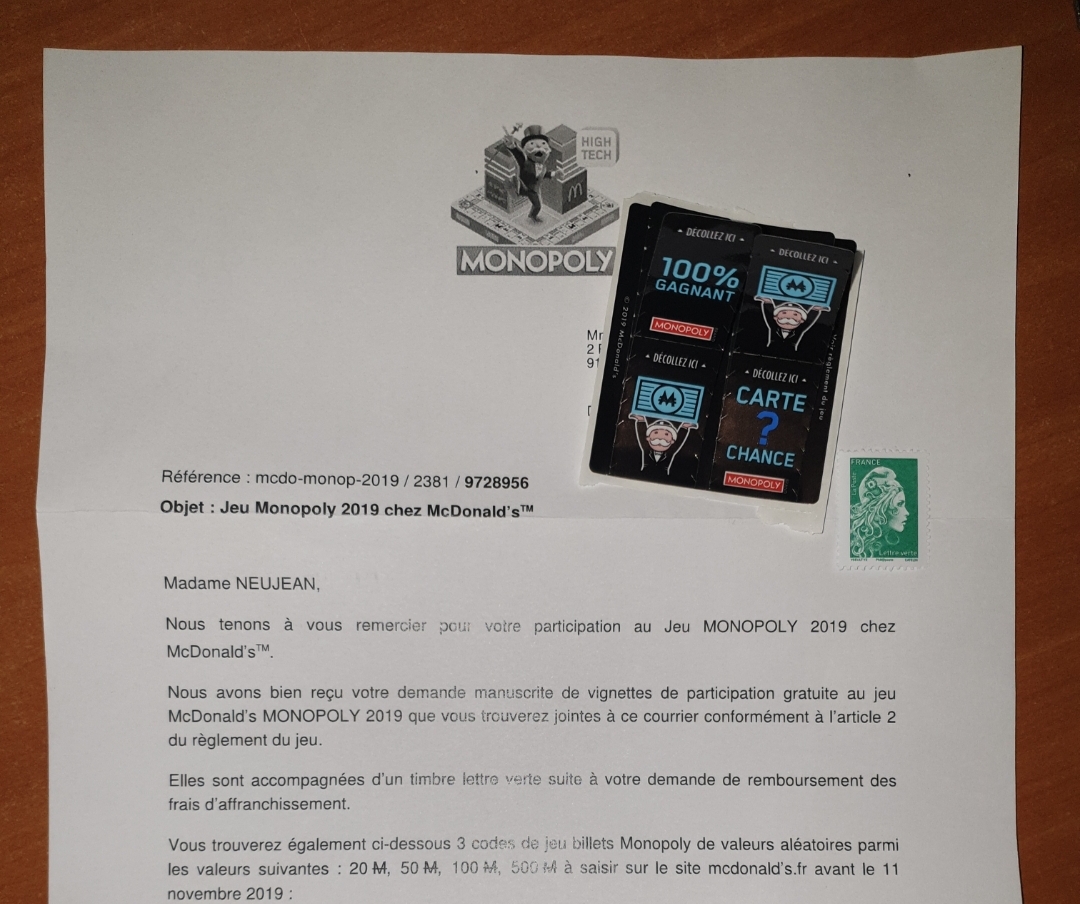 HIGH
TECH
MONOPOLY
DÉCOLLEZ ICI
100%
GAGNANT
MONOPOLY
DÉCOLLEZ ICI
DÉCOLLEZ ICI
DÉCOLLEZ ICI
CARTE
?
CHANCE
MONOPOLY
© 2019 McDonald's
règlement du jeu
2
91
FRANCE
Lettre verte
Référence : mcdo-monop-2019 / 2381 / 9728956
Objet : Jeu Monopoly 2019 chez McDonald's™
Madame NEUJEAN,
Nous tenons à vous remercier pour votre participation au Jeu MONOPOLY 2019 chez
McDonald's™.
Nous avons bien reçu votre demande manuscrite de vignettes de participation gratuite au jeu
McDonald's MONOPOLY 2019 que vous trouverez jointes à ce courrier conformément à l'article 2
du règlement du jeu.
Elles sont accompagnées d'un timbre lettre verte suite à votre demande de remboursement des
frais d'affranchissement.
Vous trouverez également ci-dessous 3 codes de jeu billets Monopoly de valeurs aléatoires parmi
les valeurs suivantes : 20 M, 50 M, 100 M, 500 M à saisir sur le site mcdonald's.fr avant le 11
novembre 2019 :